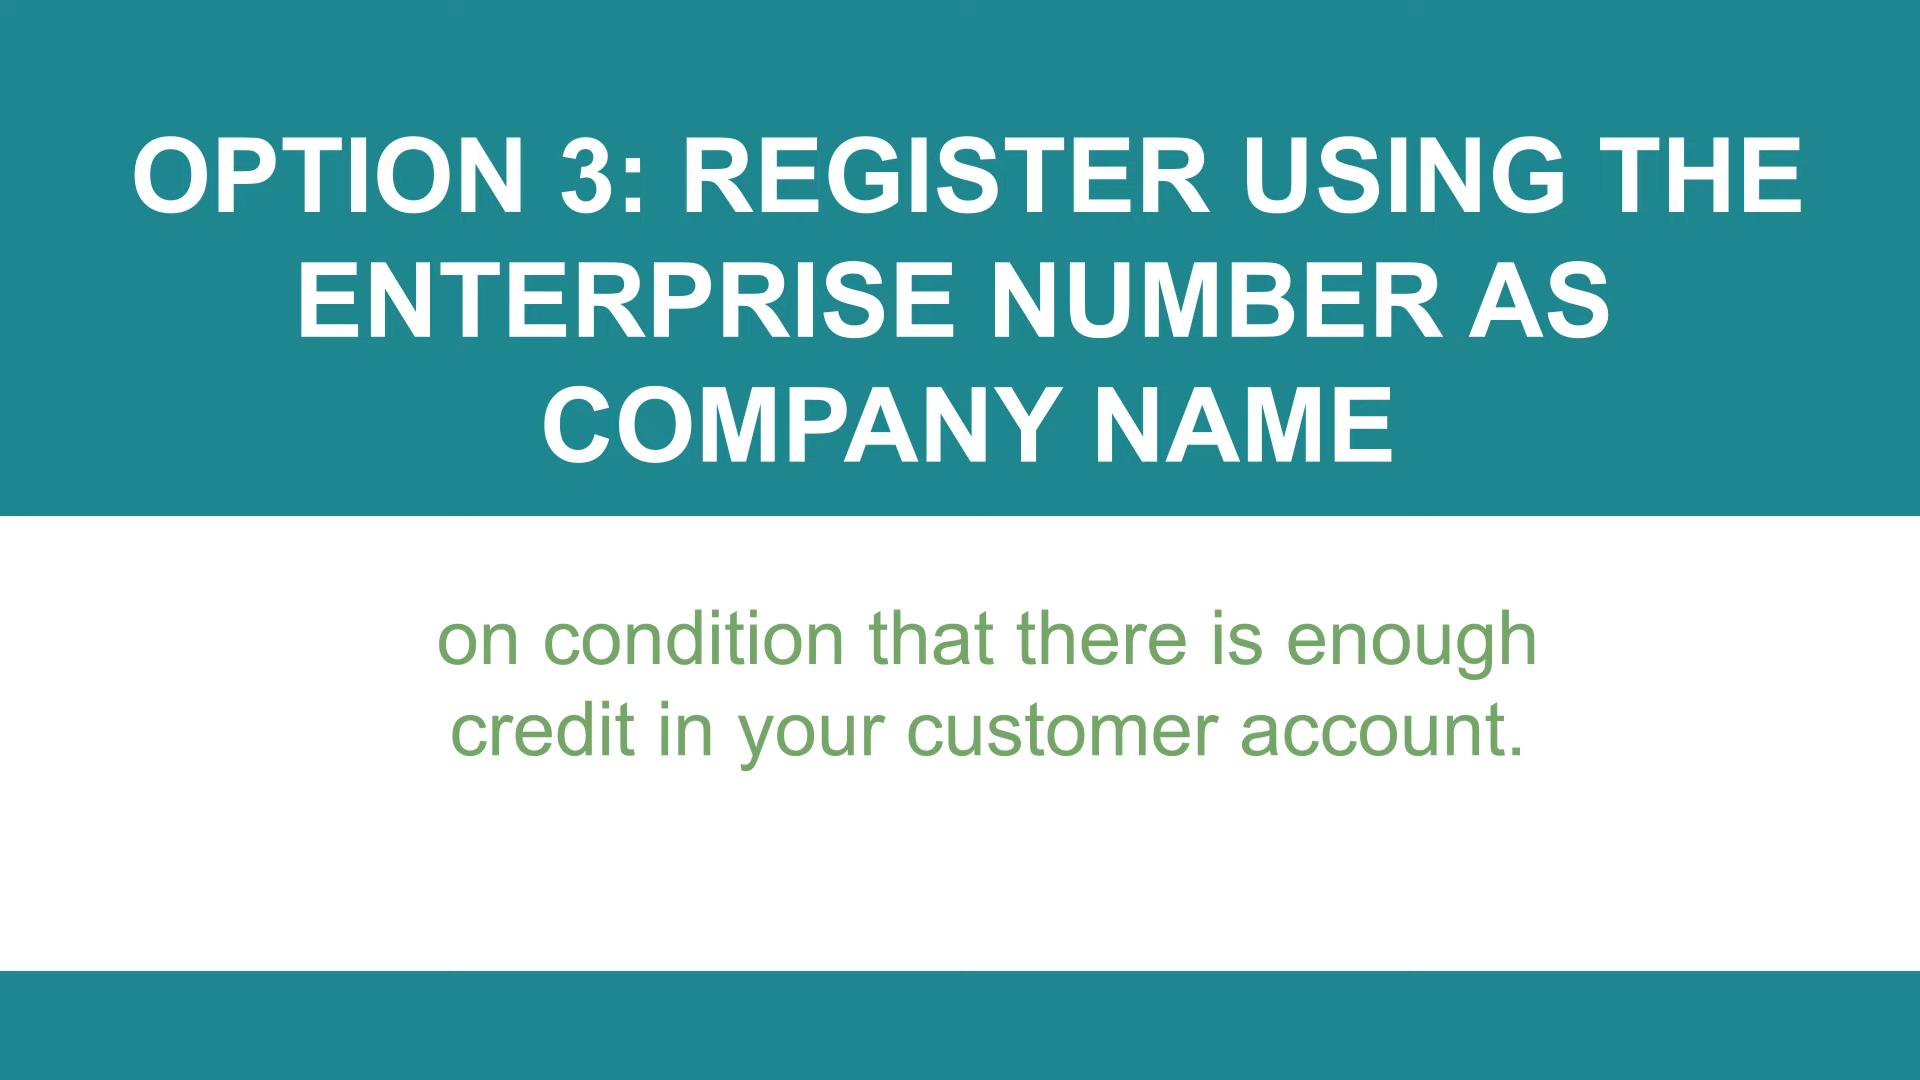 OPTION 3: REGISTER USING THE
ENTERPRISE NUMBER AS
COMPANY NAME
on condition that there is enough
credit in your customer account.